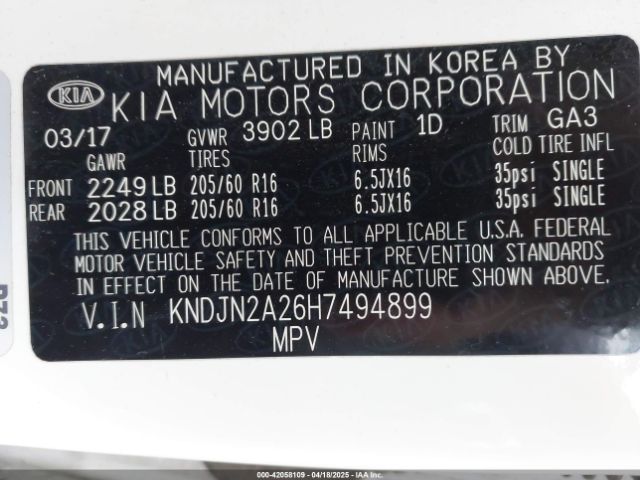 MANUFACTURED IN KOREA BY
KIA KIA MOTORS CORPORATION
03/17 GVWR 3902 LB PAINT 1D TRIM GA3
GAWR TIRES RIMS COLD TIRE INFL
FRONT 2249 LB 205/60 R16 6.5JX16 35psi SINGLE
REAR 2028 LB 205/60 R16 6.5JX16 35psi SINGLE
THIS VEHICLE CONFORMS TO ALL APPLICABLE U.S.A. FEDERAL
MOTOR VEHICLE SAFETY AND THEFT PREVENTION STANDARDS
IN EFFECT ON THE DATE OF MANUFACTURE SHOWN ABOVE.
V.I.N KNDJN2A26H7494899
MPV
000-42058109 - 04/18/2025 - IAA, Inc.